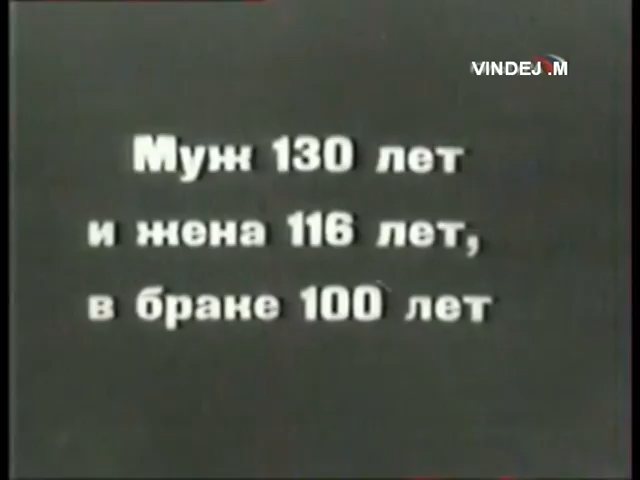 VINDEJ .M
Муж 130 лет
и жена 116 лет,
в браке 100 лет